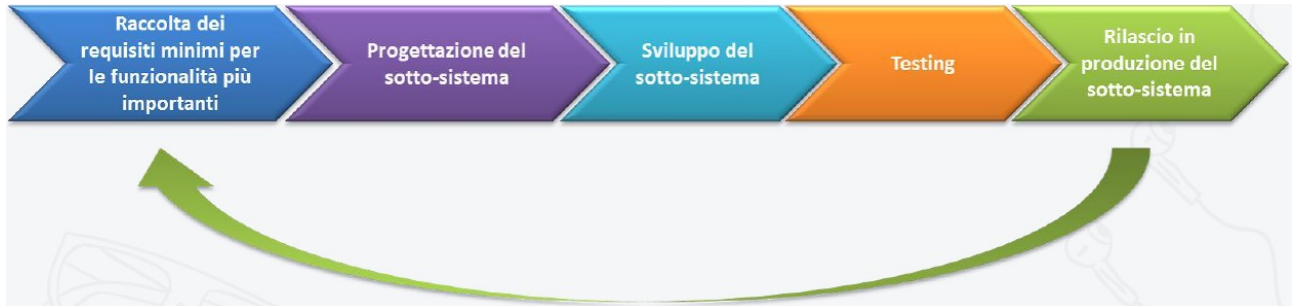 Raccolta dei
requisiti minimi per
le funzionalità più
importanti
Progettazione del
sotto-sistema
Sviluppo del
sotto-sistema
Testing
Rilascio in
produzione del
sotto-sistema